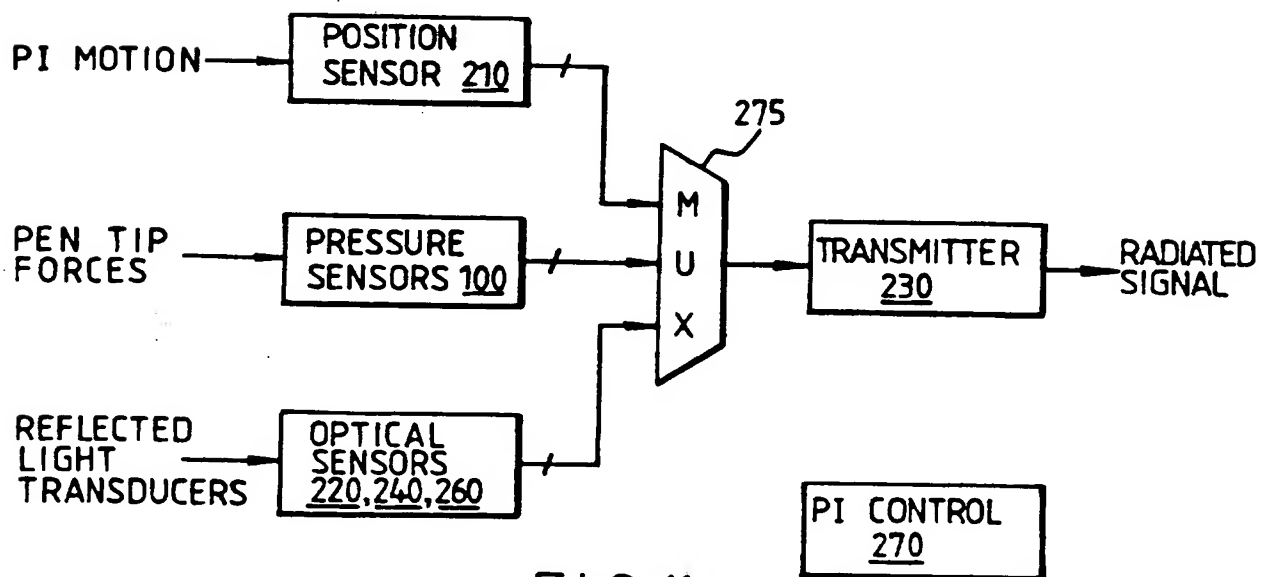 PI MOTION
POSITION
SENSOR 210
275
PEN TIP
FORCES
PRESSURE
SENSORS 100
M
U
X
TRANSMITTER
230
RADIATED
SIGNAL
REFLECTED
LIGHT
TRANSDUCERS
OPTICAL
SENSORS
220, 240, 260
PI CONTROL
270